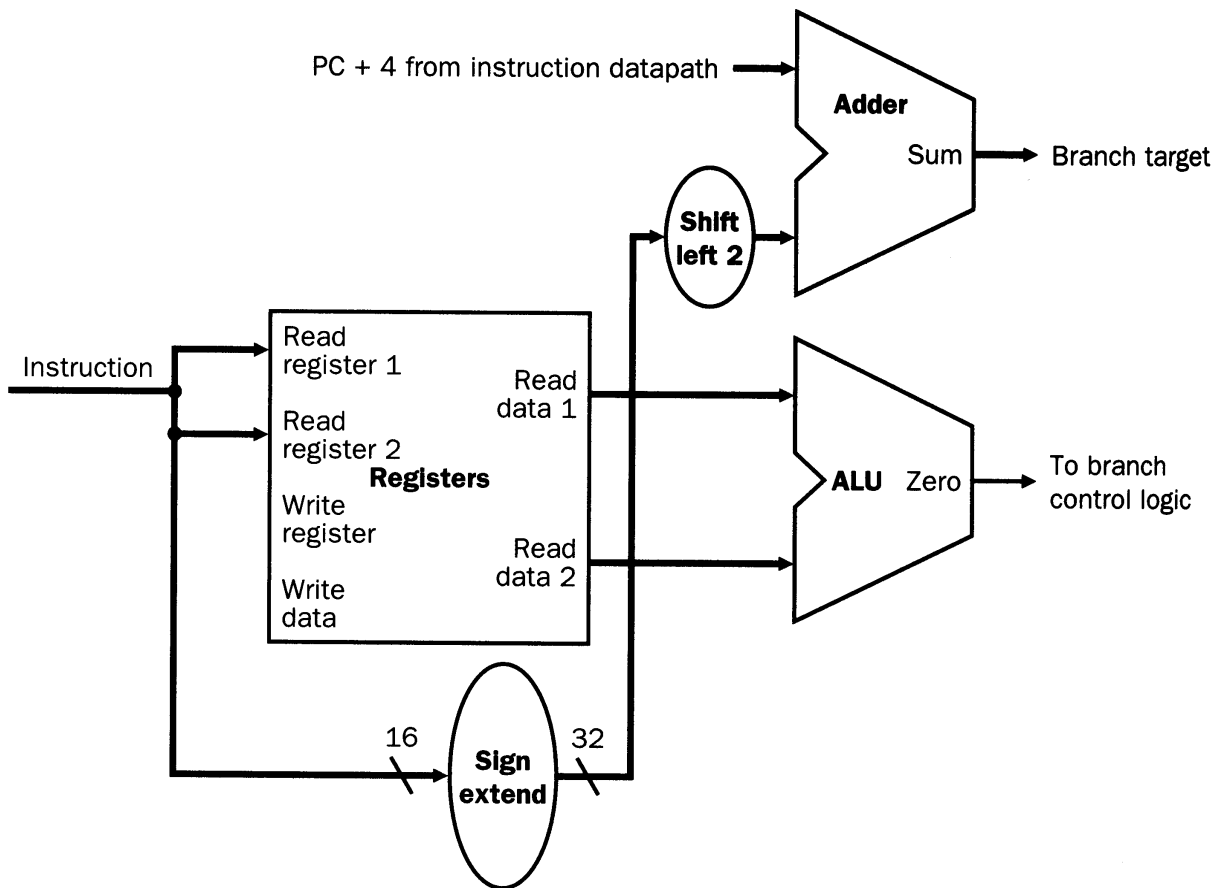 PC + 4 from instruction datapath
Adder
Sum
Branch target
Shift
left 2
Instruction
Read
register 1
Read
data 1
Read
register 2
Registers
Write
register
Read
data 2
Write
data
ALU
Zero
To branch
control logic
16
32
Sign
extend